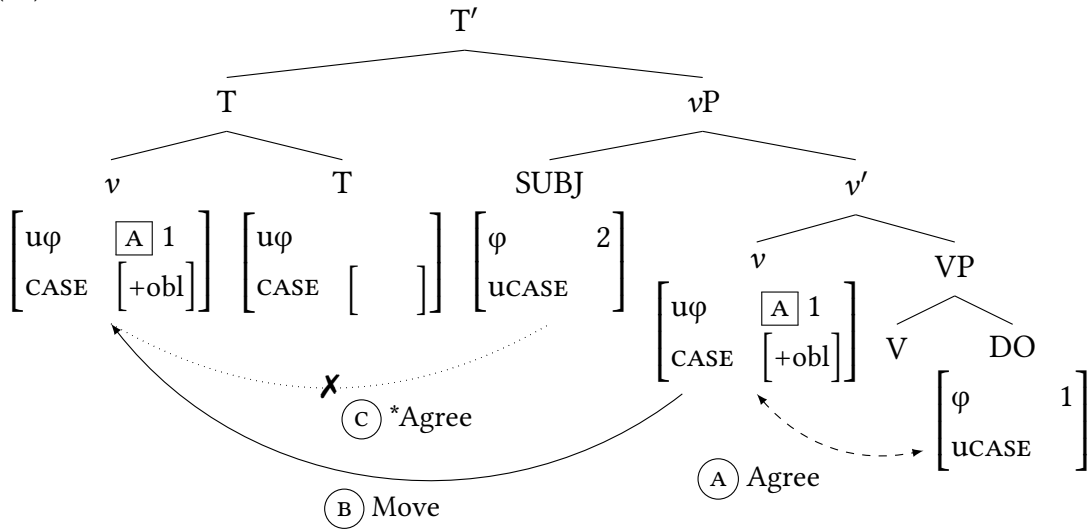 T′
T vP
v T SUBJ v′
[uφ A 1] [uφ ] [φ 2]
[CASE [+obl]] [CASE [ ]] [uCASE ]
v VP
[uφ A 1]
[CASE [+obl]]
V DO
[φ 1]
[uCASE ]
✗
C *Agree
A Agree
B Move